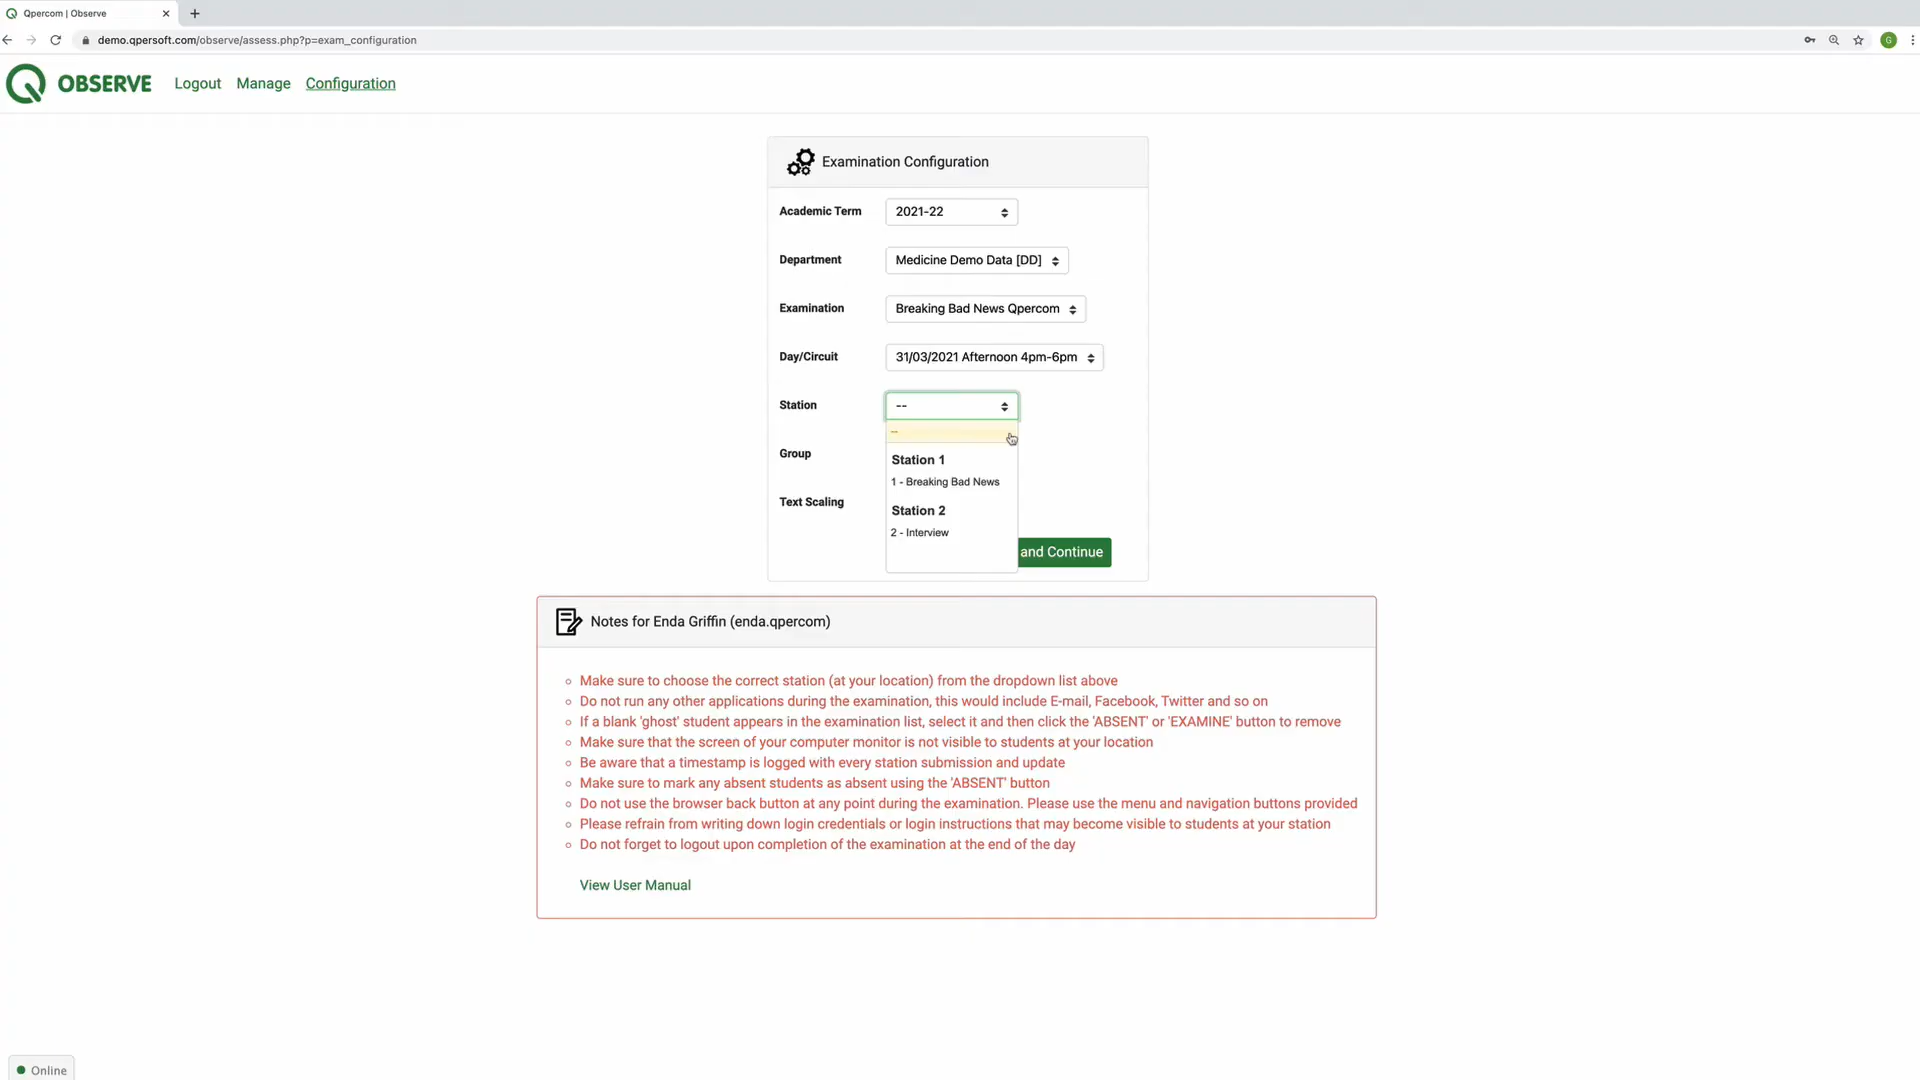 Qpercom | Observe
demo.qpersoft.com/observe/assess.php?p=exam_configuration
G
OBSERVE Logout Manage Configuration
Examination Configuration
Academic Term 2021-22
Department Medicine Demo Data [DD]
Examination Breaking Bad News Qpercom
Day/Circuit 31/03/2021 Afternoon 4pm-6pm
Station --
--
Group
Station 1
1 - Breaking Bad News
Text Scaling
Station 2
2 - Interview
and Continue
Notes for Enda Griffin (enda.qpercom)
Make sure to choose the correct station (at your location) from the dropdown list above
Do not run any other applications during the examination, this would include E-mail, Facebook, Twitter and so on
If a blank 'ghost' student appears in the examination list, select it and then click the 'ABSENT' or 'EXAMINE' button to remove
Make sure that the screen of your computer monitor is not visible to students at your location
Be aware that a timestamp is logged with every station submission and update
Make sure to mark any absent students as absent using the 'ABSENT' button
Do not use the browser back button at any point during the examination. Please use the menu and navigation buttons provided
Please refrain from writing down login credentials or login instructions that may become visible to students at your station
Do not forget to logout upon completion of the examination at the end of the day
View User Manual
Online